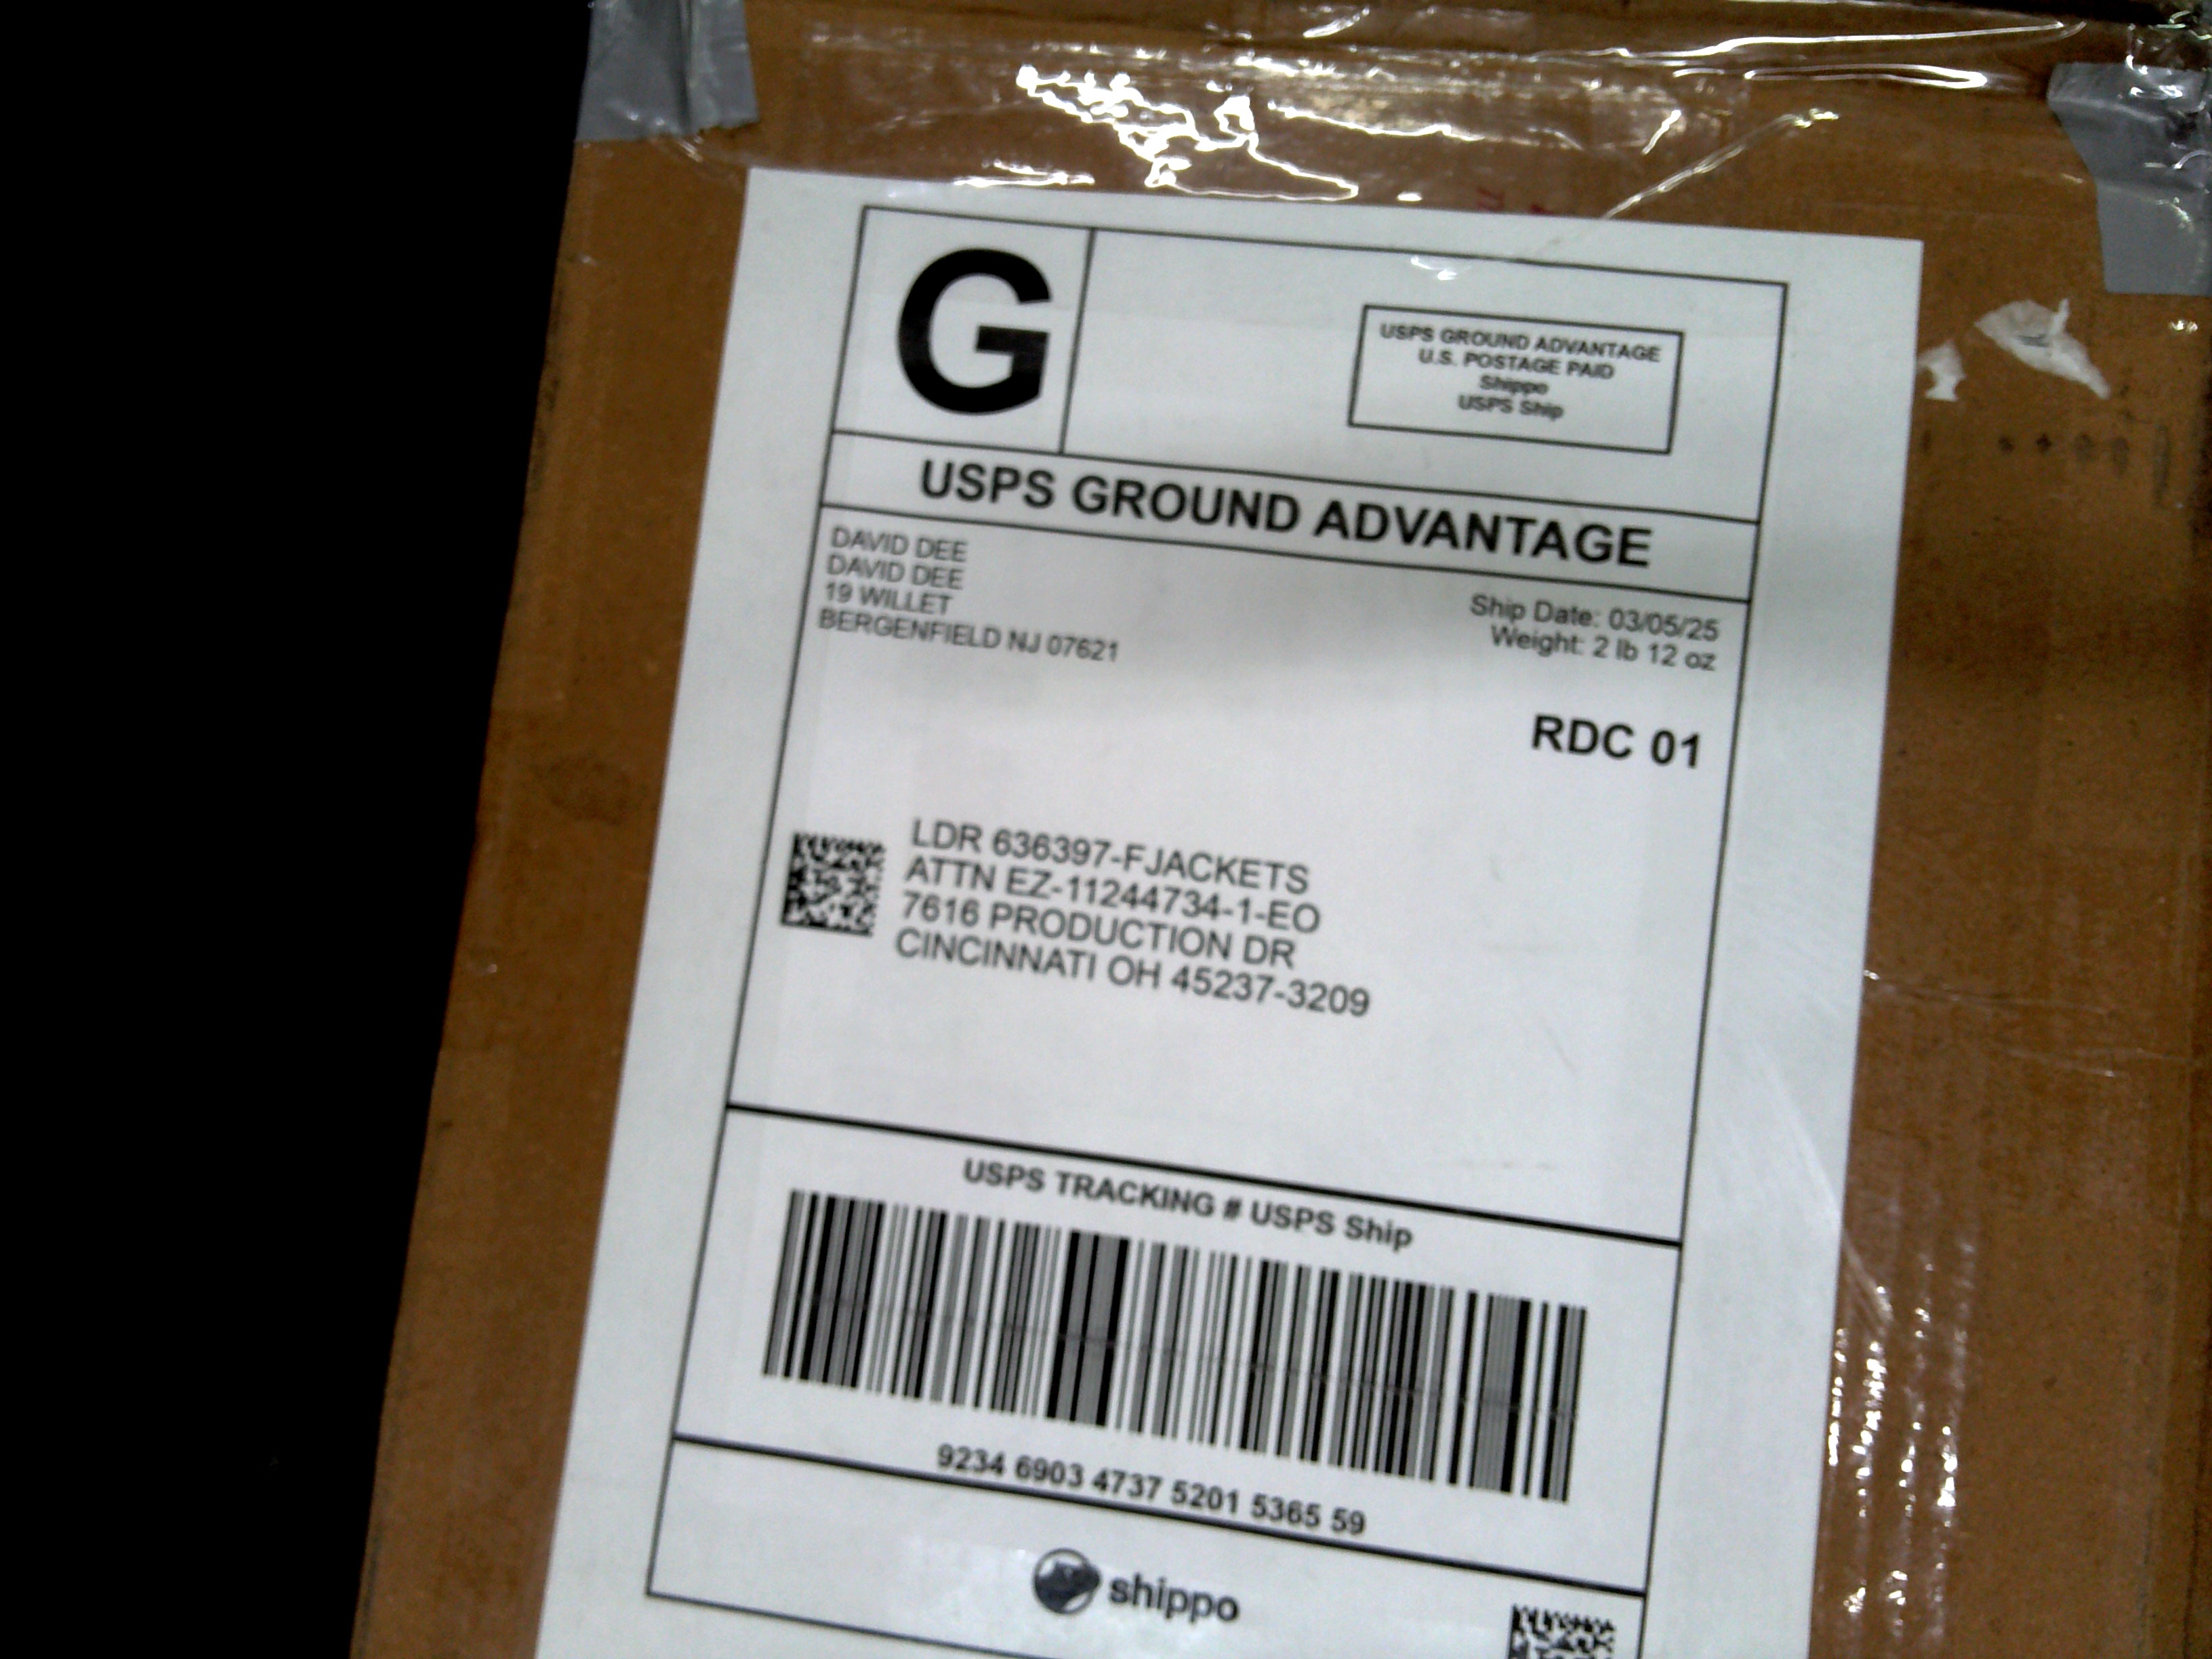 G
USPS GROUND ADVANTAGE
U.S. POSTAGE PAID
Shippo
USPS Ship
USPS GROUND ADVANTAGE
DAVID DEE
DAVID DEE
19 WILLET
BERGENFIELD NJ 07621
Ship Date: 03/05/25
Weight: 2 lb 12 oz
RDC 01
LDR 636397-FJACKETS
ATTN EZ-11244734-1-EO
7616 PRODUCTION DR
CINCINNATI OH 45237-3209
USPS TRACKING # USPS Ship
9234 6903 4737 5201 5365 59
shippo